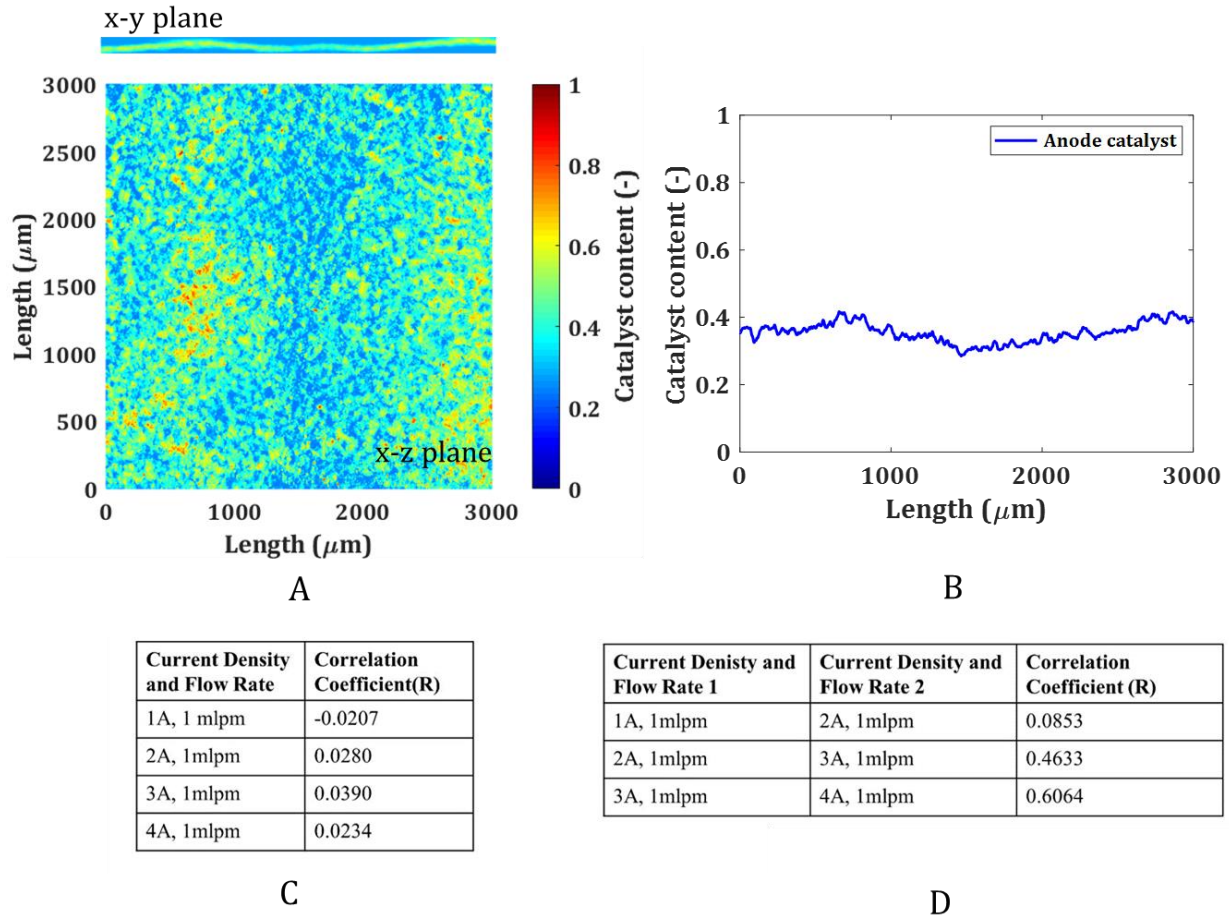 x-y plane
3000
2500
2000
1500
1000
500
0
Length (μm)
0 1000 2000 3000
Length (μm)
x-z plane
1
0.8
0.6
0.4
0.2
0
Catalyst content (-)
A
1
0.8
0.6
0.4
0.2
0
Catalyst content (-)
Anode catalyst
0 1000 2000 3000
Length (μm)
B
Current Density and Flow Rate | Correlation Coefficient(R)
1A, 1 mlpm | -0.0207
2A, 1mlpm | 0.0280
3A, 1mlpm | 0.0390
4A, 1mlpm | 0.0234
C
Current Denisty and Flow Rate 1 | Current Density and Flow Rate 2 | Correlation Coefficient (R)
1A, 1mlpm | 2A, 1mlpm | 0.0853
2A, 1mlpm | 3A, 1mlpm | 0.4633
3A, 1mlpm | 4A, 1mlpm | 0.6064
D